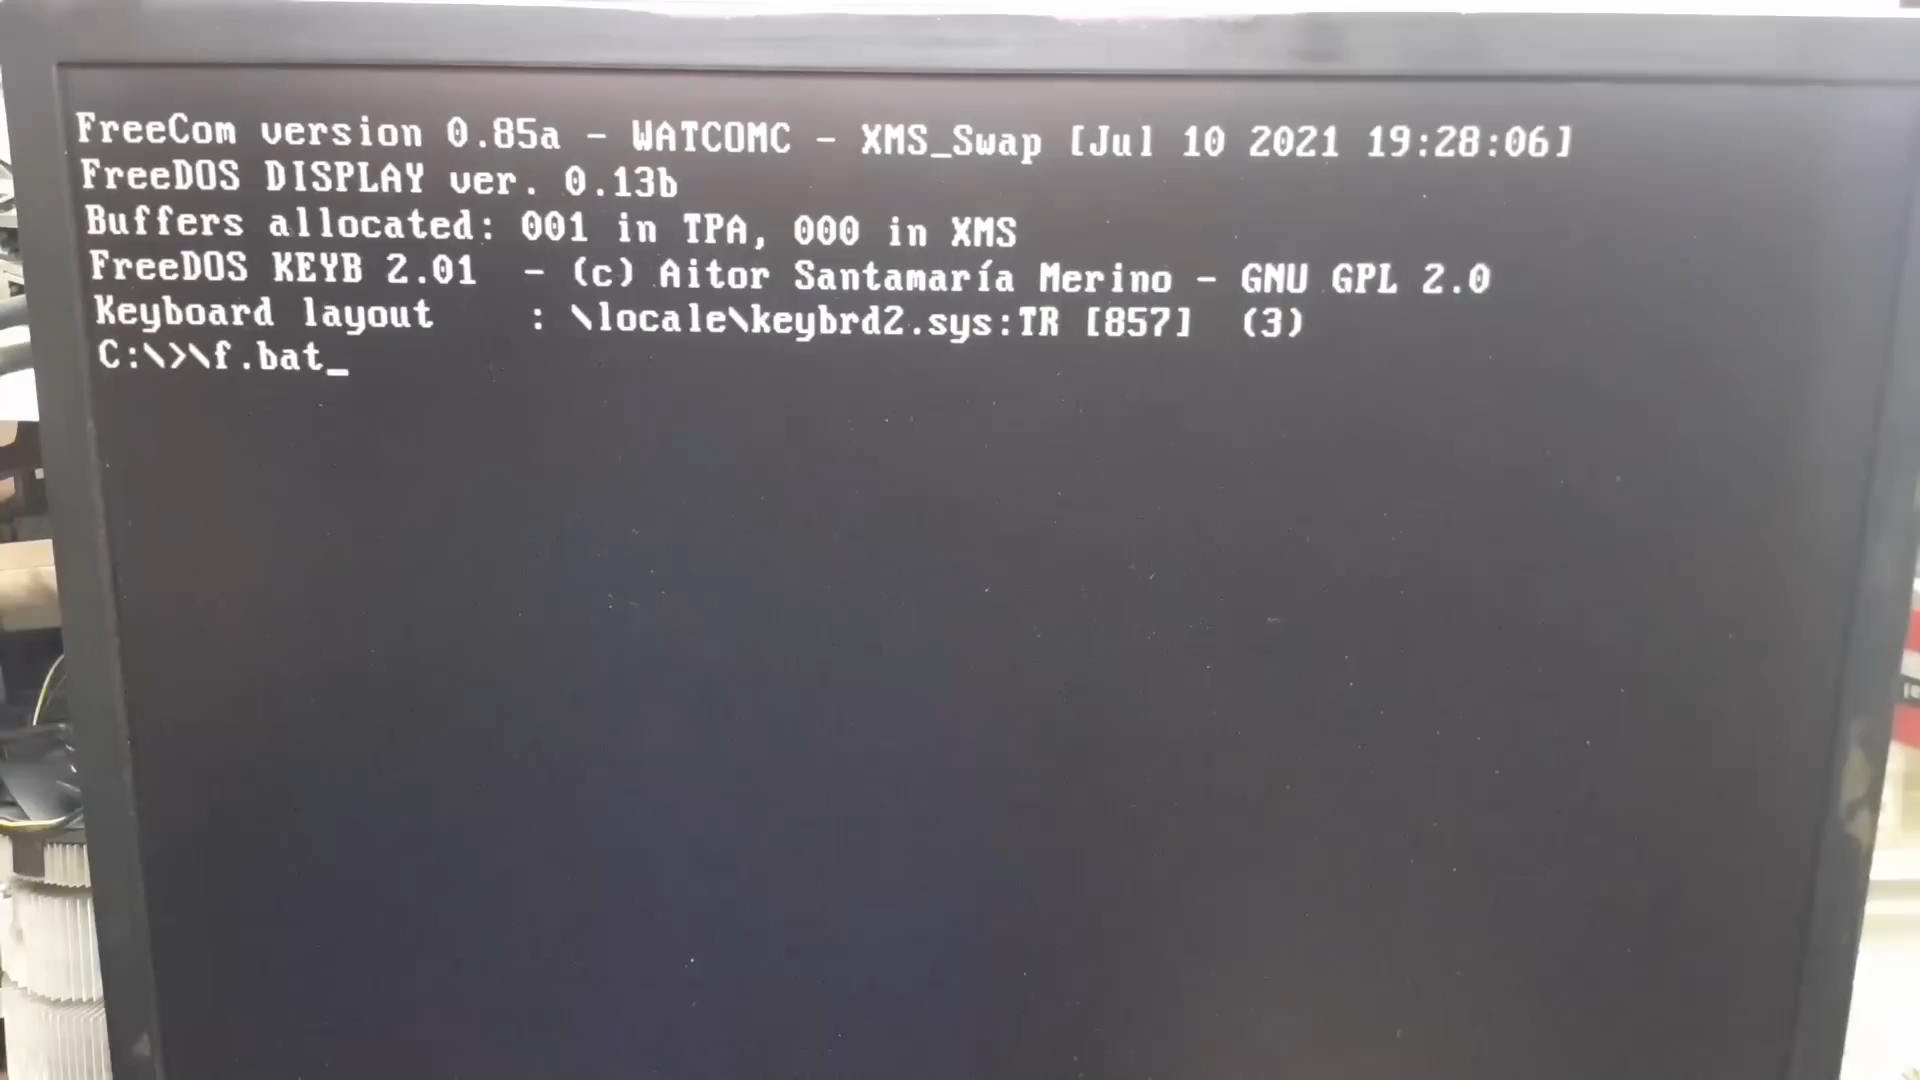 FreeCom version 0.85a - WATCOMC - XMS_Swap [Jul 10 2021 19:28:06]
FreeDOS DISPLAY ver. 0.13b
Buffers allocated: 001 in TPA, 000 in XMS
FreeDOS KEYB 2.01  - (c) Aitor Santamaría Merino - GNU GPL 2.0
Keyboard layout    : \locale\keybrd2.sys:TR [857]  (3)
C:\>\f.bat_